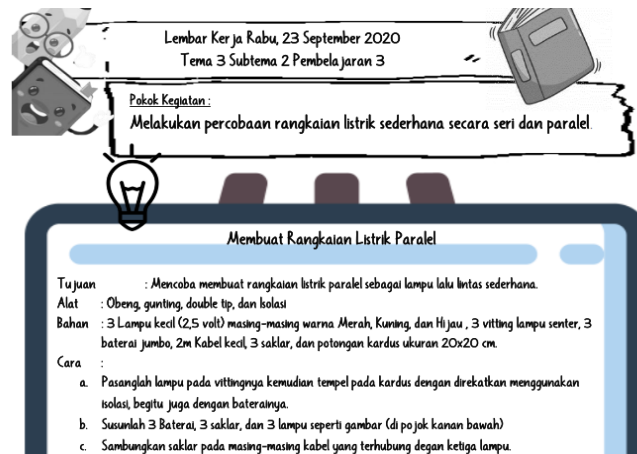 Lembar Kerja Rabu, 23 September 2020
Tema 3 Subtema 2 Pembelajaran 3
Pokok Kegiatan :
Melakukan percobaan rangkaian listrik sederhana secara seri dan paralel.
Membuat Rangkaian Listrik Paralel
Tujuan : Mencoba membuat rangkaian listrik paralel sebagai lampu lalu lintas sederhana.
Alat : Obeng, gunting, double tip, dan Isolasi
Bahan : 3 Lampu kecil (2,5 volt) masing-masing warna Merah, Kuning, dan Hijau , 3 vitting lampu senter, 3
baterai jumbo, 2m Kabel kecil, 3 saklar, dan potongan kardus ukuran 20x20 cm.
Cara :
a. Pasanglah lampu pada vittingnya kemudian tempel pada kardus dengan direkatkan menggunakan
isolasi, begitu juga dengan baterainya.
b. Susunlah 3 Baterai, 3 saklar, dan 3 lampu seperti gambar (di pojok kanan bawah)
c. Sambungkan saklar pada masing-masing kabel yang terhubung degan ketiga lampu.